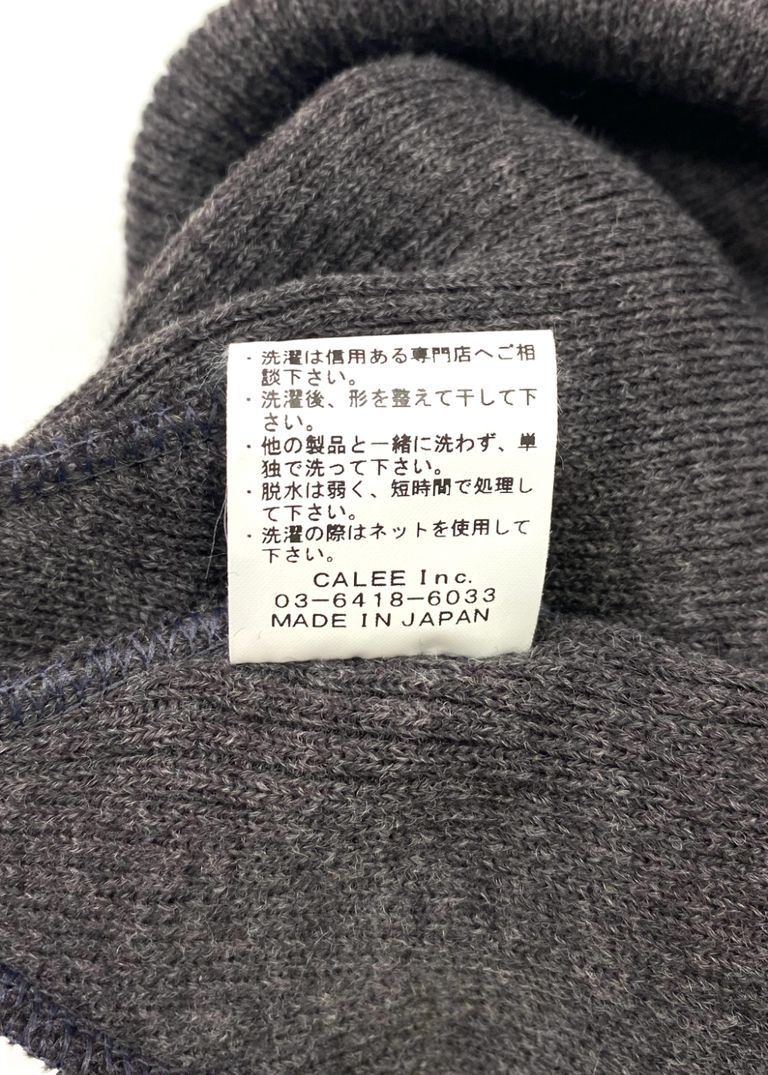 ・洗濯は信用ある専門店へご相
談下さい。
・洗濯後、形を整えて干して下
さい。
・他の製品と一緒に洗わず、単
独で洗って下さい。
・脱水は弱く、短時間で処理し
て下さい。
・洗濯の際はネットを使用して
下さい。
CALEE Inc.
03-6418-6033
MADE IN JAPAN